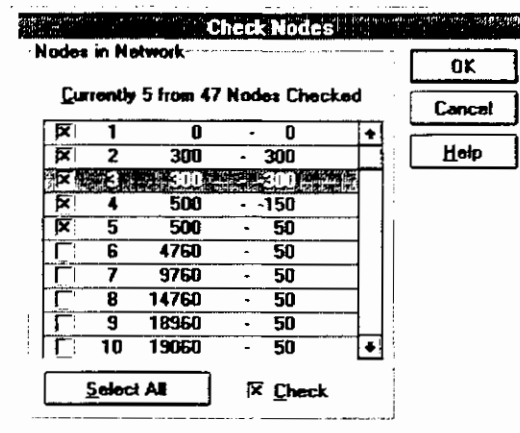 Check Nodes
Nodes in Network
OK
Currently 5 from 47 Nodes Checked
Cancel
1 0 - 0
Help
2 300 - 300
3 300 - -300
4 500 - -150
5 500 - 50
6 4760 - 50
7 9760 - 50
8 14760 - 50
9 18960 - 50
10 19060 - 50
Select All
Check